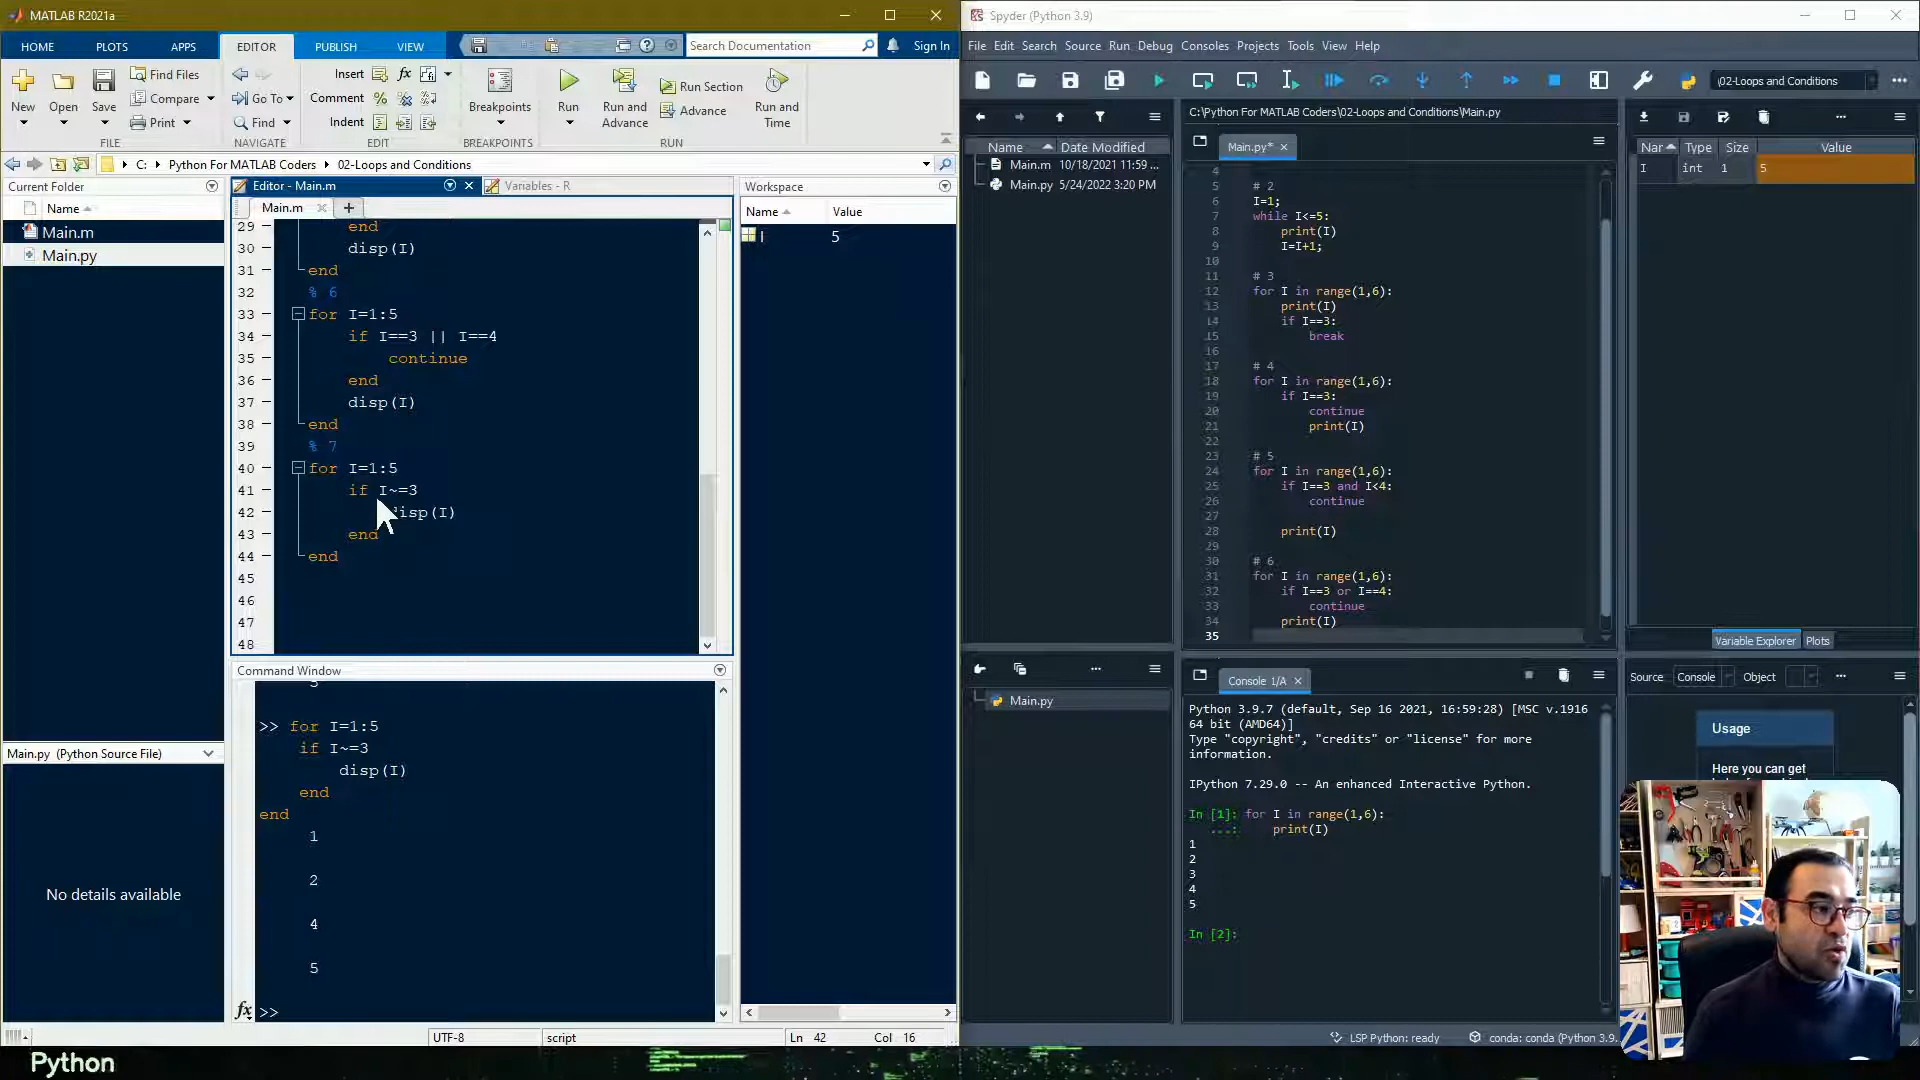 MATLAB R2021a
HOME PLOTS APPS EDITOR PUBLISH VIEW
Search Documentation
Sign In
New Open Save
Find Files
Compare
Print
FILE
Go To
Find
NAVIGATE
Insert
Comment
Indent
EDIT
Breakpoints
BREAKPOINTS
Run
Run and Advance
Run Section
Advance
Run and Time
RUN
C: Python For MATLAB Coders 02-Loops and Conditions
Current Folder
Name
Main.m
Main.py
Main.py (Python Source File)
No details available
Editor - Main.m
Variables - R
Main.m
29 end
30 disp(I)
31 end
32 % 6
33 for I=1:5
34 if I==3 || I==4
35 continue
36 end
37 disp(I)
38 end
39 % 7
40 for I=1:5
41 if I~=3
42 disp(I)
43 end
44 end
45
46
47
48
Workspace
Name Value
I 5
Command Window
>> for I=1:5
if I~=3
disp(I)
end
end
1
2
4
5
fx >>
UTF-8 script Ln 42 Col 16
Python
Spyder (Python 3.9)
File Edit Search Source Run Debug Consoles Projects Tools View Help
\02-Loops and Conditions
Name Date Modified
Main.m 10/18/2021 11:59 ...
Main.py 5/24/2022 3:20 PM
C:\Python For MATLAB Coders\02-Loops and Conditions\Main.py
Main.py*
4
5 # 2
6 I=1;
7 while I<=5:
8 print(I)
9 I=I+1;
10
11 # 3
12 for I in range(1,6):
13 print(I)
14 if I==3:
15 break
16
17 # 4
18 for I in range(1,6):
19 if I==3:
20 continue
21 print(I)
22
23 # 5
24 for I in range(1,6):
25 if I==3 and I<4:
26 continue
27
28 print(I)
29
30 # 6
31 for I in range(1,6):
32 if I==3 or I==4:
33 continue
34 print(I)
35
Nar Type Size Value
I int 1 5
Variable Explorer Plots
Main.py
Console 1/A
Python 3.9.7 (default, Sep 16 2021, 16:59:28) [MSC v.1916
64 bit (AMD64)]
Type "copyright", "credits" or "license" for more
information.
IPython 7.29.0 -- An enhanced Interactive Python.
In [1]: for I in range(1,6):
...: print(I)
1
2
3
4
5
In [2]:
Source Console Object
Usage
Here you can get
LSP Python: ready
conda: conda (Python 3.9.